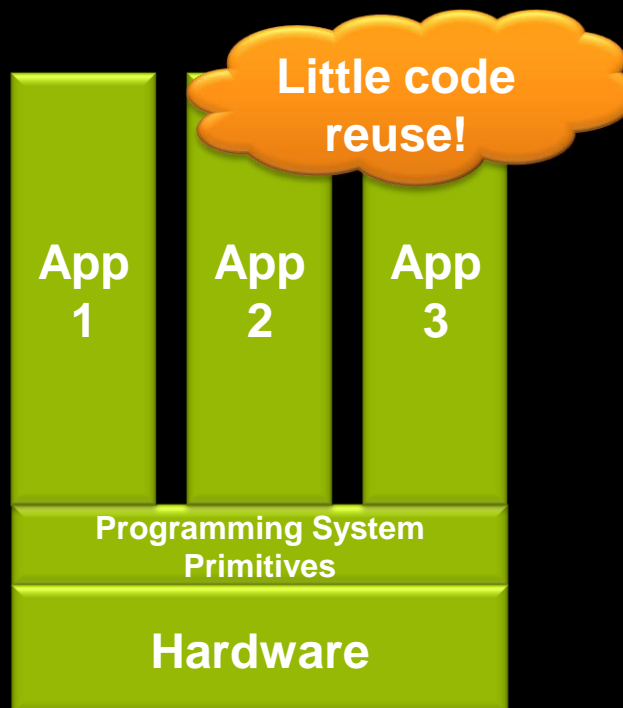 Little code
reuse!
App
1
App
2
App
3
Programming System
Primitives
Hardware